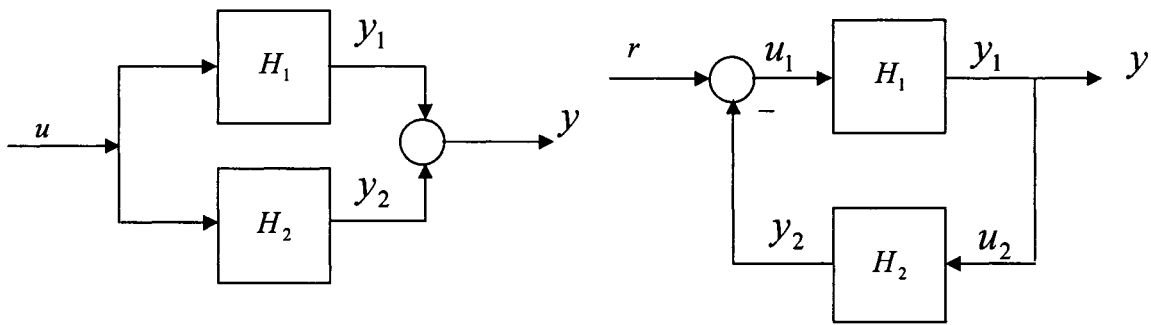 u
H₁
y₁
H₂
y₂
y
r
u₁
−
H₁
y₁
y
y₂
H₂
u₂